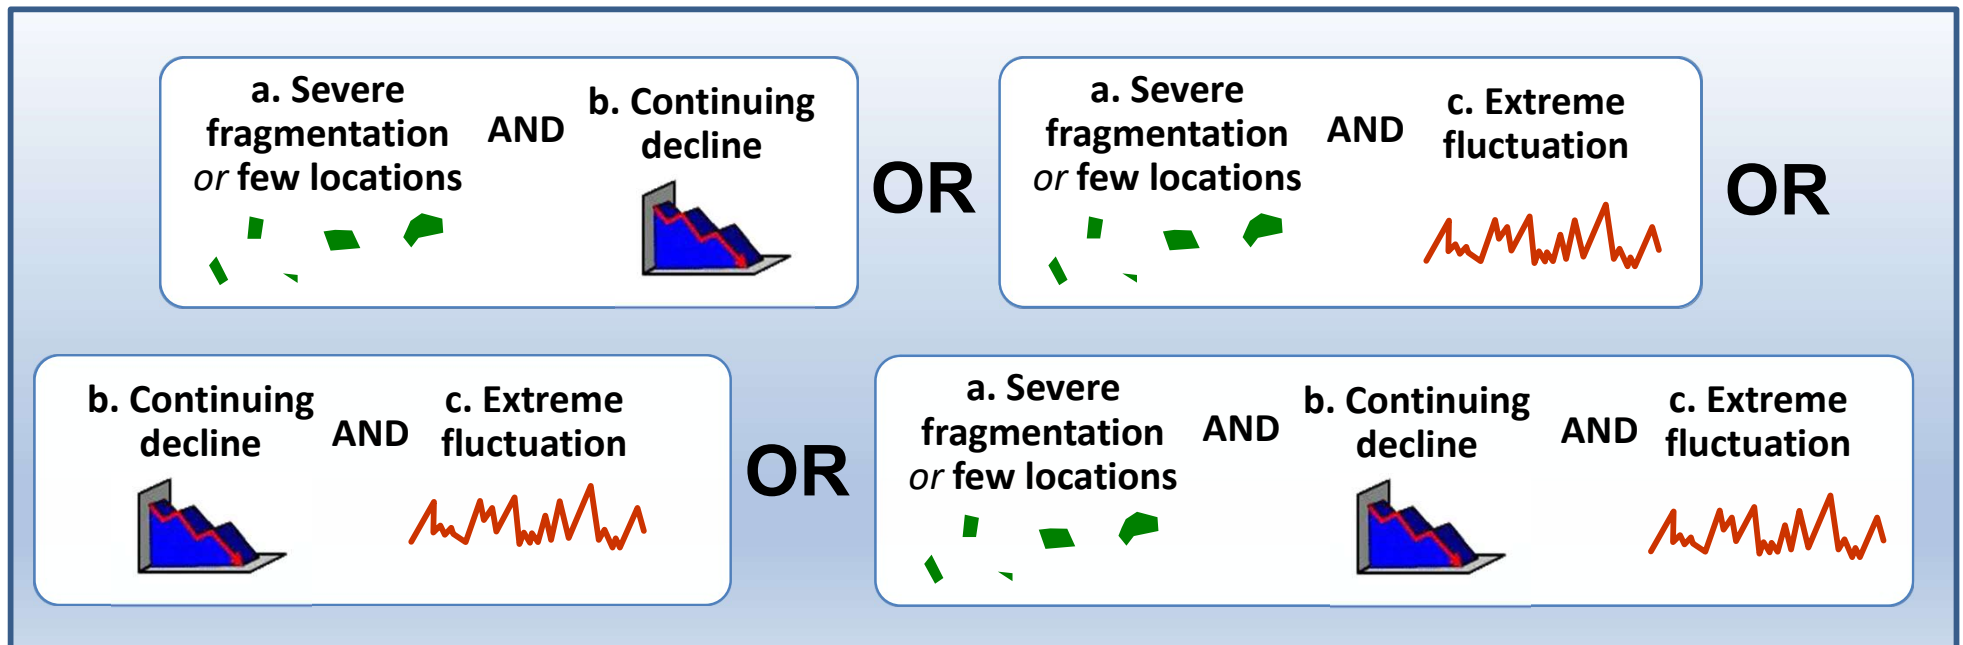 a. Severe
fragmentation
or few locations
AND
b. Continuing
decline
OR
a. Severe
fragmentation
or few locations
AND
c. Extreme
fluctuation
OR
b. Continuing
decline
AND
c. Extreme
fluctuation
OR
a. Severe
fragmentation
or few locations
AND
b. Continuing
decline
AND
c. Extreme
fluctuation